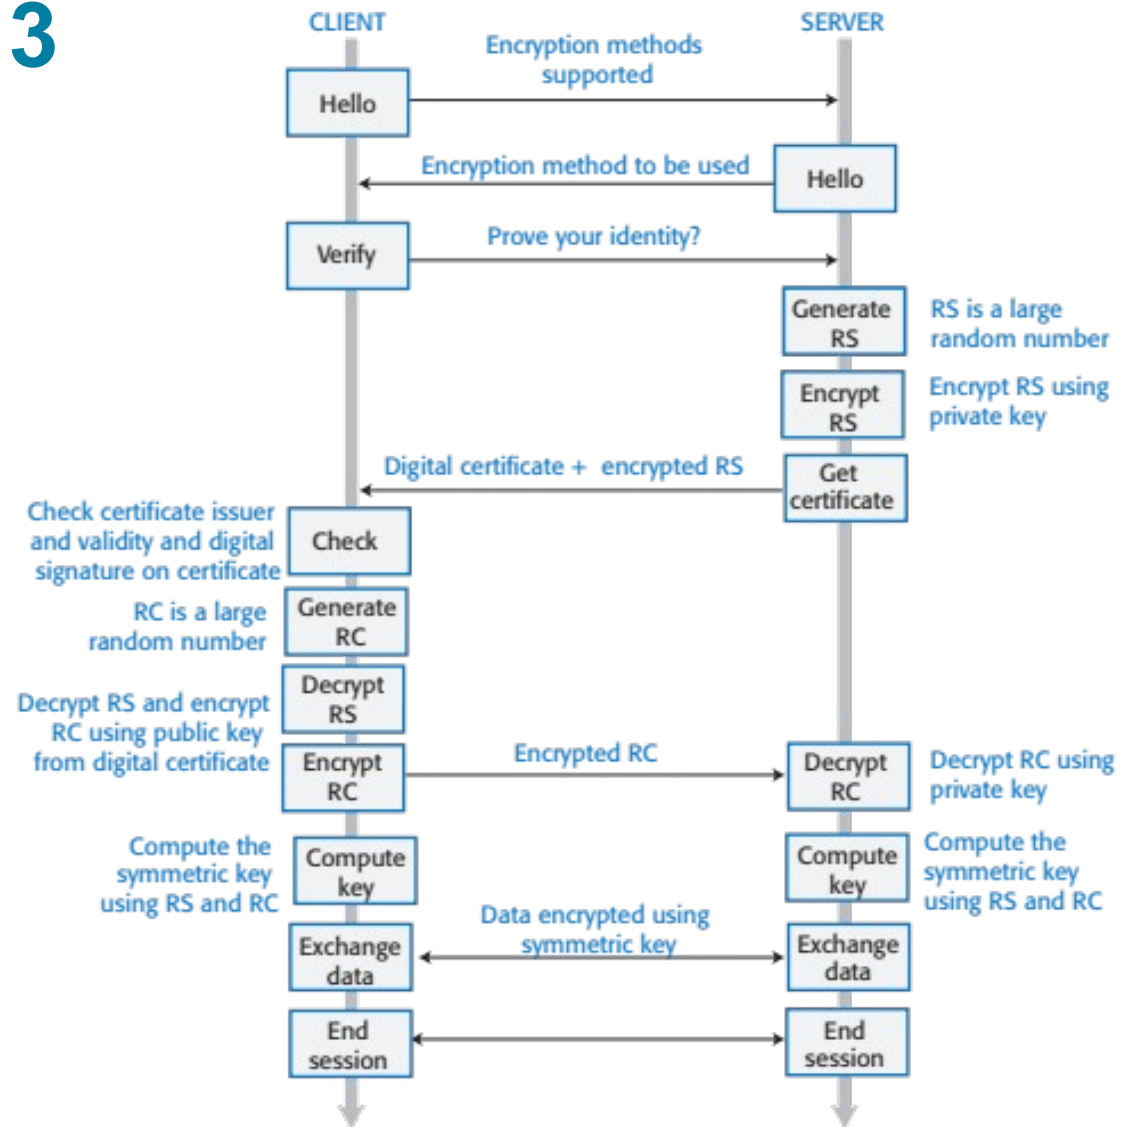 3
CLIENT
SERVER
Encryption methods
supported
Hello
Encryption method to be used
Hello
Prove your identity?
Verify
Generate
RS
RS is a large
random number
Encrypt
RS
Encrypt RS using
private key
Digital certificate + encrypted RS
Get
certificate
Check certificate issuer
and validity and digital
signature on certificate
Check
RC is a large
random number
Generate
RC
Decrypt RS and encrypt
RC using public key
from digital certificate
Decrypt
RS
Encrypt
RC
Encrypted RC
Decrypt
RC
Decrypt RC using
private key
Compute the
symmetric key
using RS and RC
Compute
key
Compute
key
Compute the
symmetric key
using RS and RC
Data encrypted using
symmetric key
Exchange
data
Exchange
data
End
session
End
session